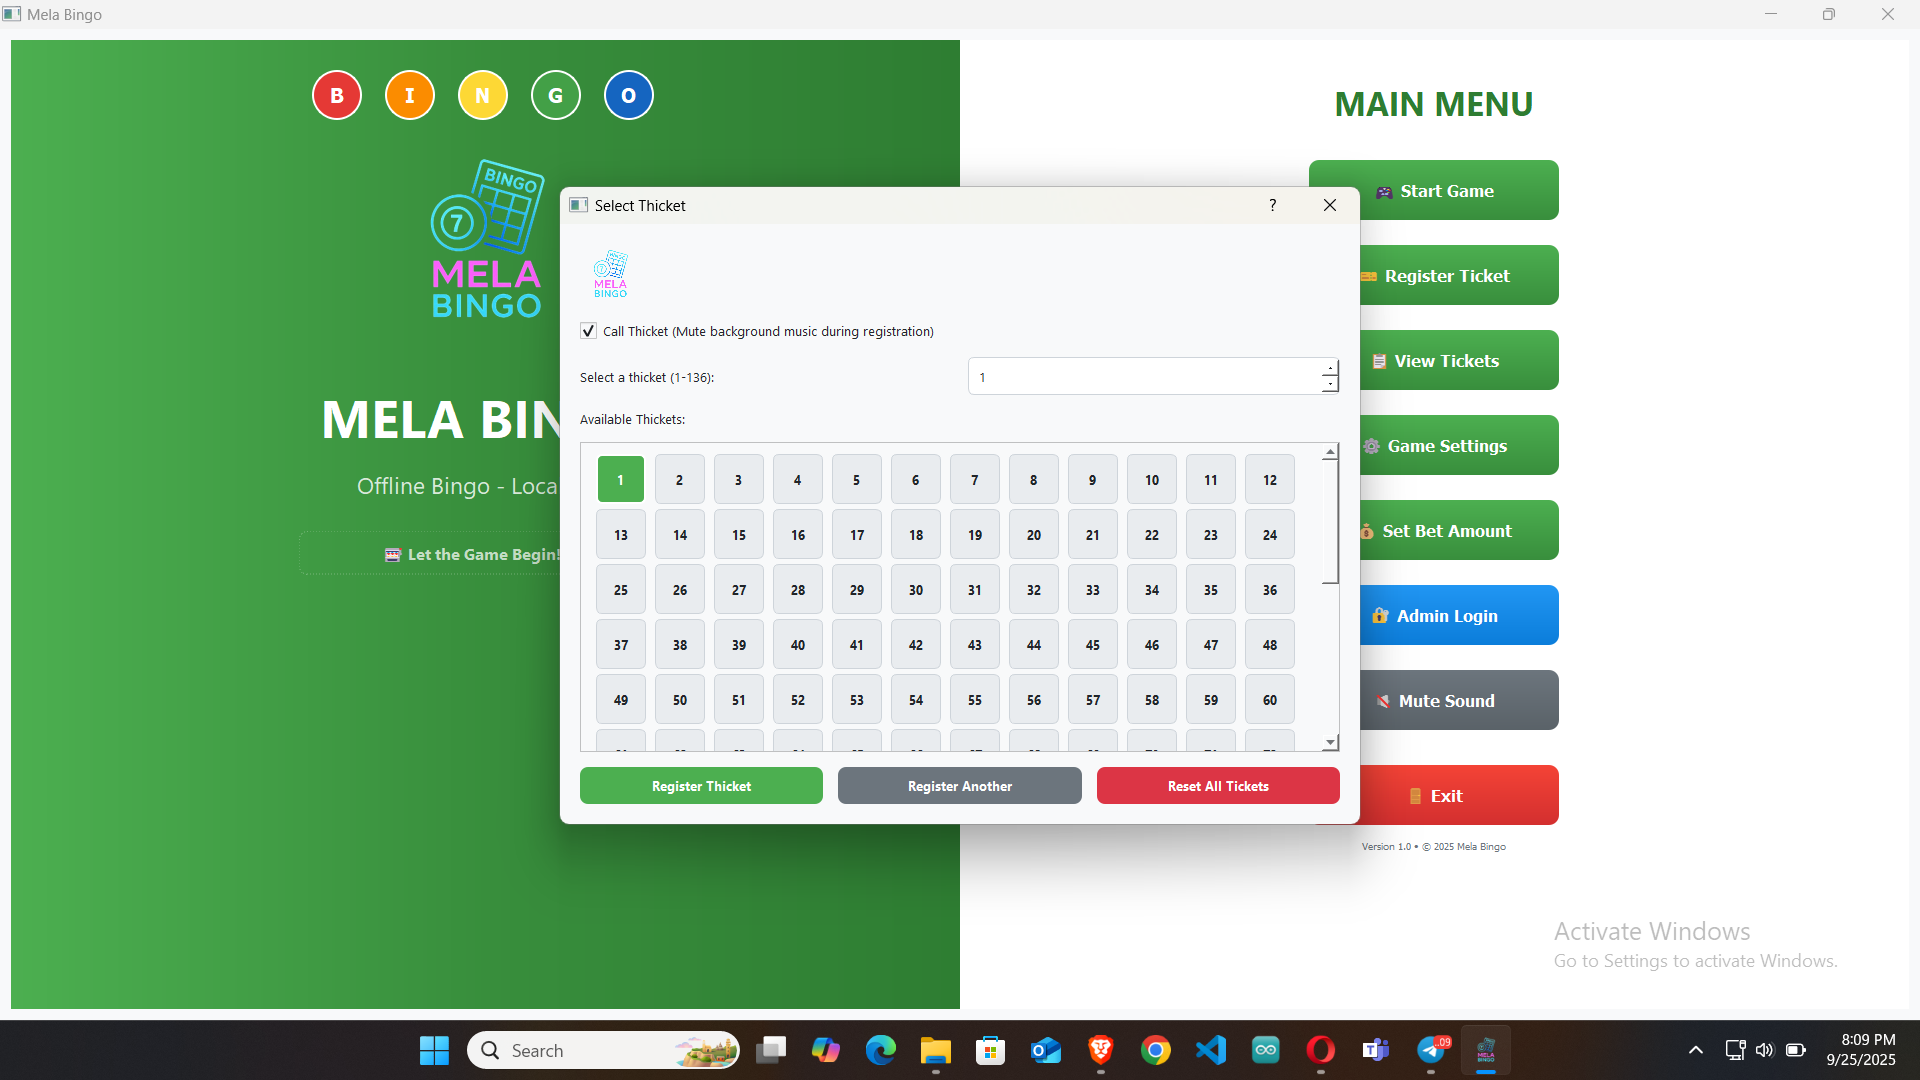 Mela Bingo
B I N G O
BINGO
7
MELA
BINGO
MELA BIN
Offline Bingo - Loca
Let the Game Begin!
MAIN MENU
Start Game
Register Ticket
View Tickets
Game Settings
Set Bet Amount
Admin Login
Mute Sound
Exit
Version 1.0 • © 2025 Mela Bingo
Select Thicket
?
MELA
BINGO
Call Thicket (Mute background music during registration)
Select a thicket (1-136):
1
Available Thickets:
1 2 3 4 5 6 7 8 9 10 11 12
13 14 15 16 17 18 19 20 21 22 23 24
25 26 27 28 29 30 31 32 33 34 35 36
37 38 39 40 41 42 43 44 45 46 47 48
49 50 51 52 53 54 55 56 57 58 59 60
Register Thicket
Register Another
Reset All Tickets
Activate Windows
Go to Settings to activate Windows.
Search
8:09 PM
9/25/2025